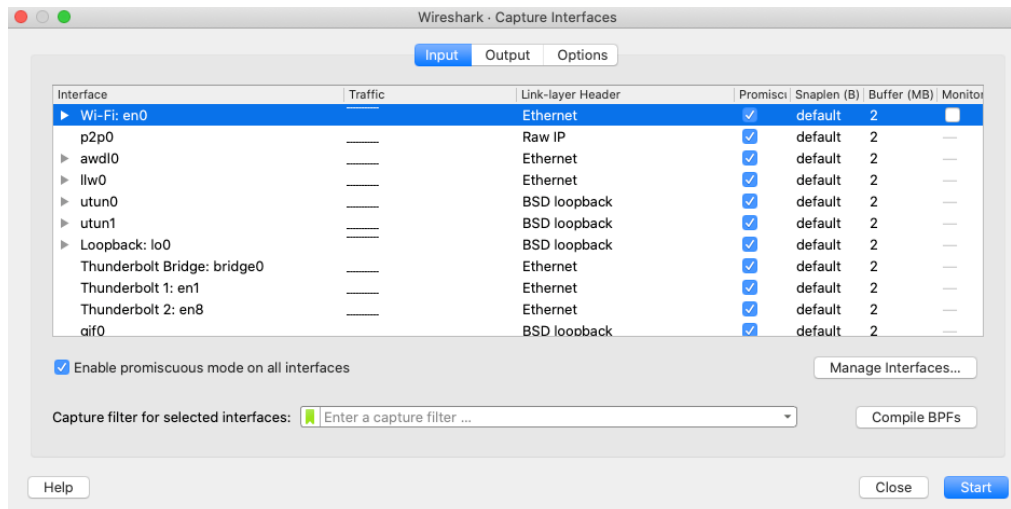 Wireshark · Capture Interfaces
Input Output Options
Interface Traffic Link-layer Header Promiscu Snaplen (B) Buffer (MB) Monitor
Wi-Fi: en0 Ethernet default 2
p2p0 Raw IP default 2 —
awdl0 Ethernet default 2 —
llw0 Ethernet default 2 —
utun0 BSD loopback default 2 —
utun1 BSD loopback default 2 —
Loopback: lo0 BSD loopback default 2 —
Thunderbolt Bridge: bridge0 Ethernet default 2 —
Thunderbolt 1: en1 Ethernet default 2 —
Thunderbolt 2: en8 Ethernet default 2 —
gif0 BSD loopback default 2 —
Enable promiscuous mode on all interfaces Manage Interfaces...
Capture filter for selected interfaces: Enter a capture filter ... Compile BPFs
Help Close Start